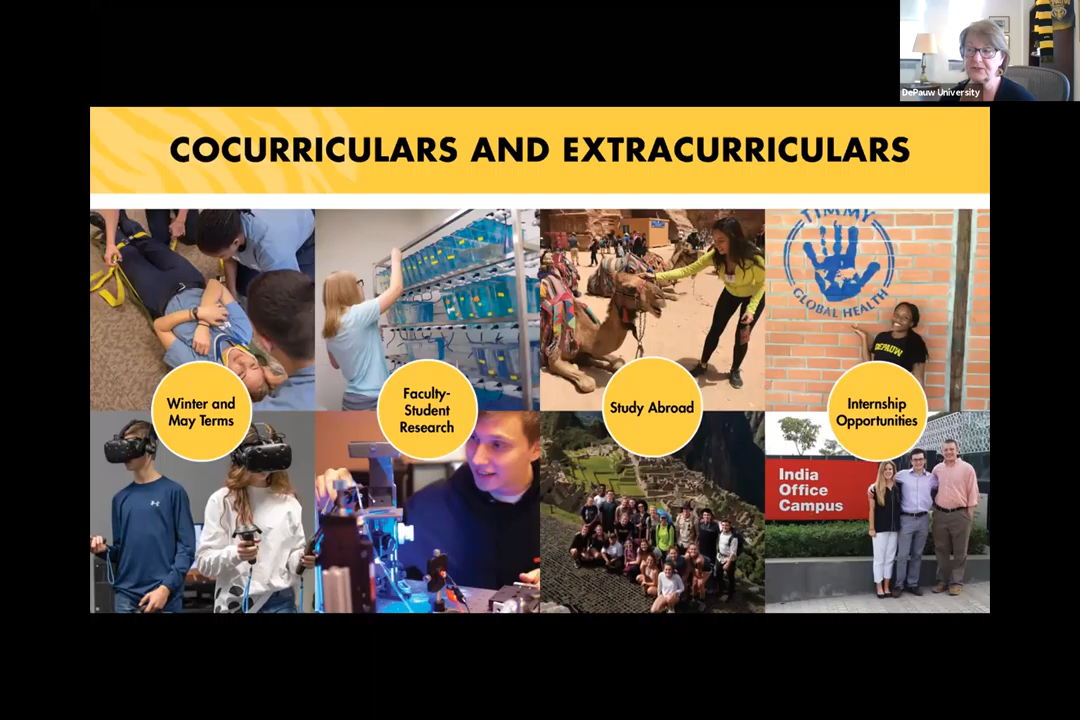 DePauw University
COCURRICULARS AND EXTRACURRICULARS
TIMMY
GLOBAL HEALTH
DEPAUW
Winter and
May Terms
Faculty-
Student
Research
Study Abroad
Internship
Opportunities
India
Office
Campus